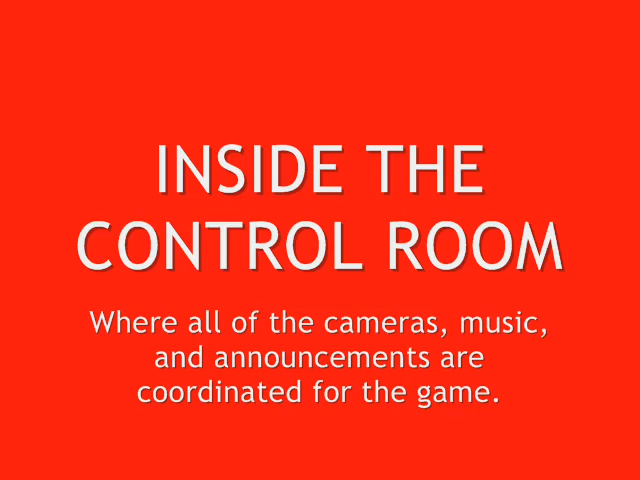 INSIDE THE
CONTROL ROOM
Where all of the cameras, music,
and announcements are
coordinated for the game.